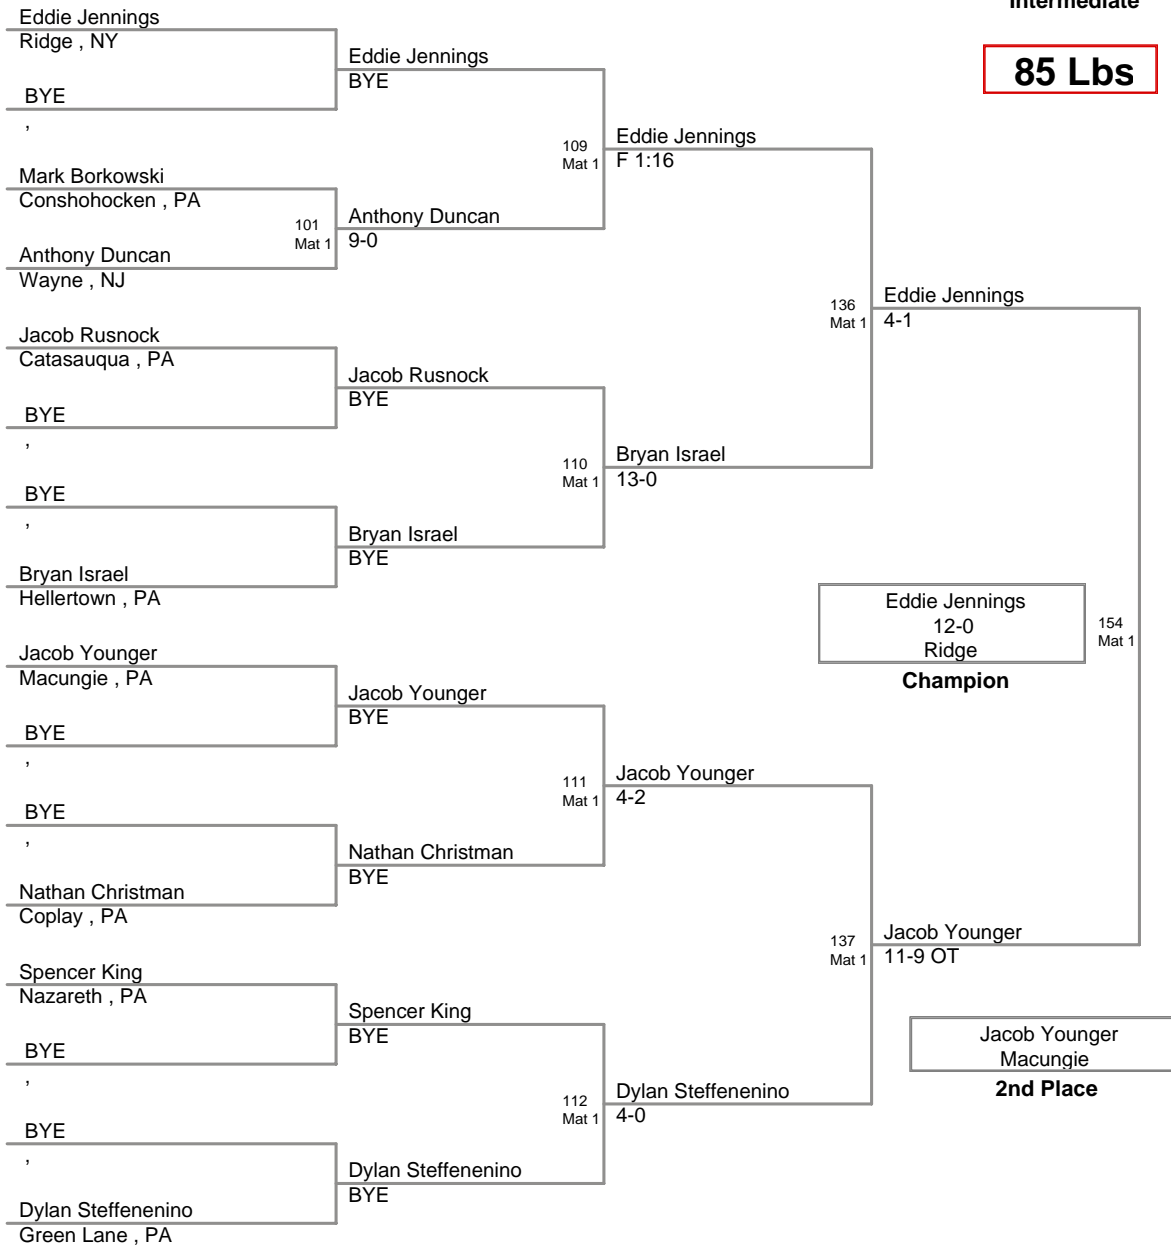 Intermediate
85 Lbs
Eddie Jennings
Ridge , NY
BYE
,
Mark Borkowski
Conshohocken , PA
101
Mat 1
Anthony Duncan
Wayne , NJ
Jacob Rusnock
Catasauqua , PA
BYE
,
BYE
,
Bryan Israel
Hellertown , PA
Jacob Younger
Macungie , PA
BYE
,
BYE
,
Nathan Christman
Coplay , PA
Spencer King
Nazareth , PA
BYE
,
BYE
,
Dylan Steffenenino
Green Lane , PA
Eddie Jennings
BYE
109
Mat 1
Anthony Duncan
9-0
Jacob Rusnock
BYE
110
Mat 1
Bryan Israel
BYE
Jacob Younger
BYE
111
Mat 1
Nathan Christman
BYE
Spencer King
BYE
112
Mat 1
Dylan Steffenenino
BYE
Eddie Jennings
F 1:16
136
Mat 1
Bryan Israel
13-0
Jacob Younger
4-2
137
Mat 1
Dylan Steffenenino
4-0
Eddie Jennings
4-1
154
Mat 1
Eddie Jennings
12-0
Ridge
Champion
Jacob Younger
11-9 OT
Jacob Younger
Macungie
2nd Place